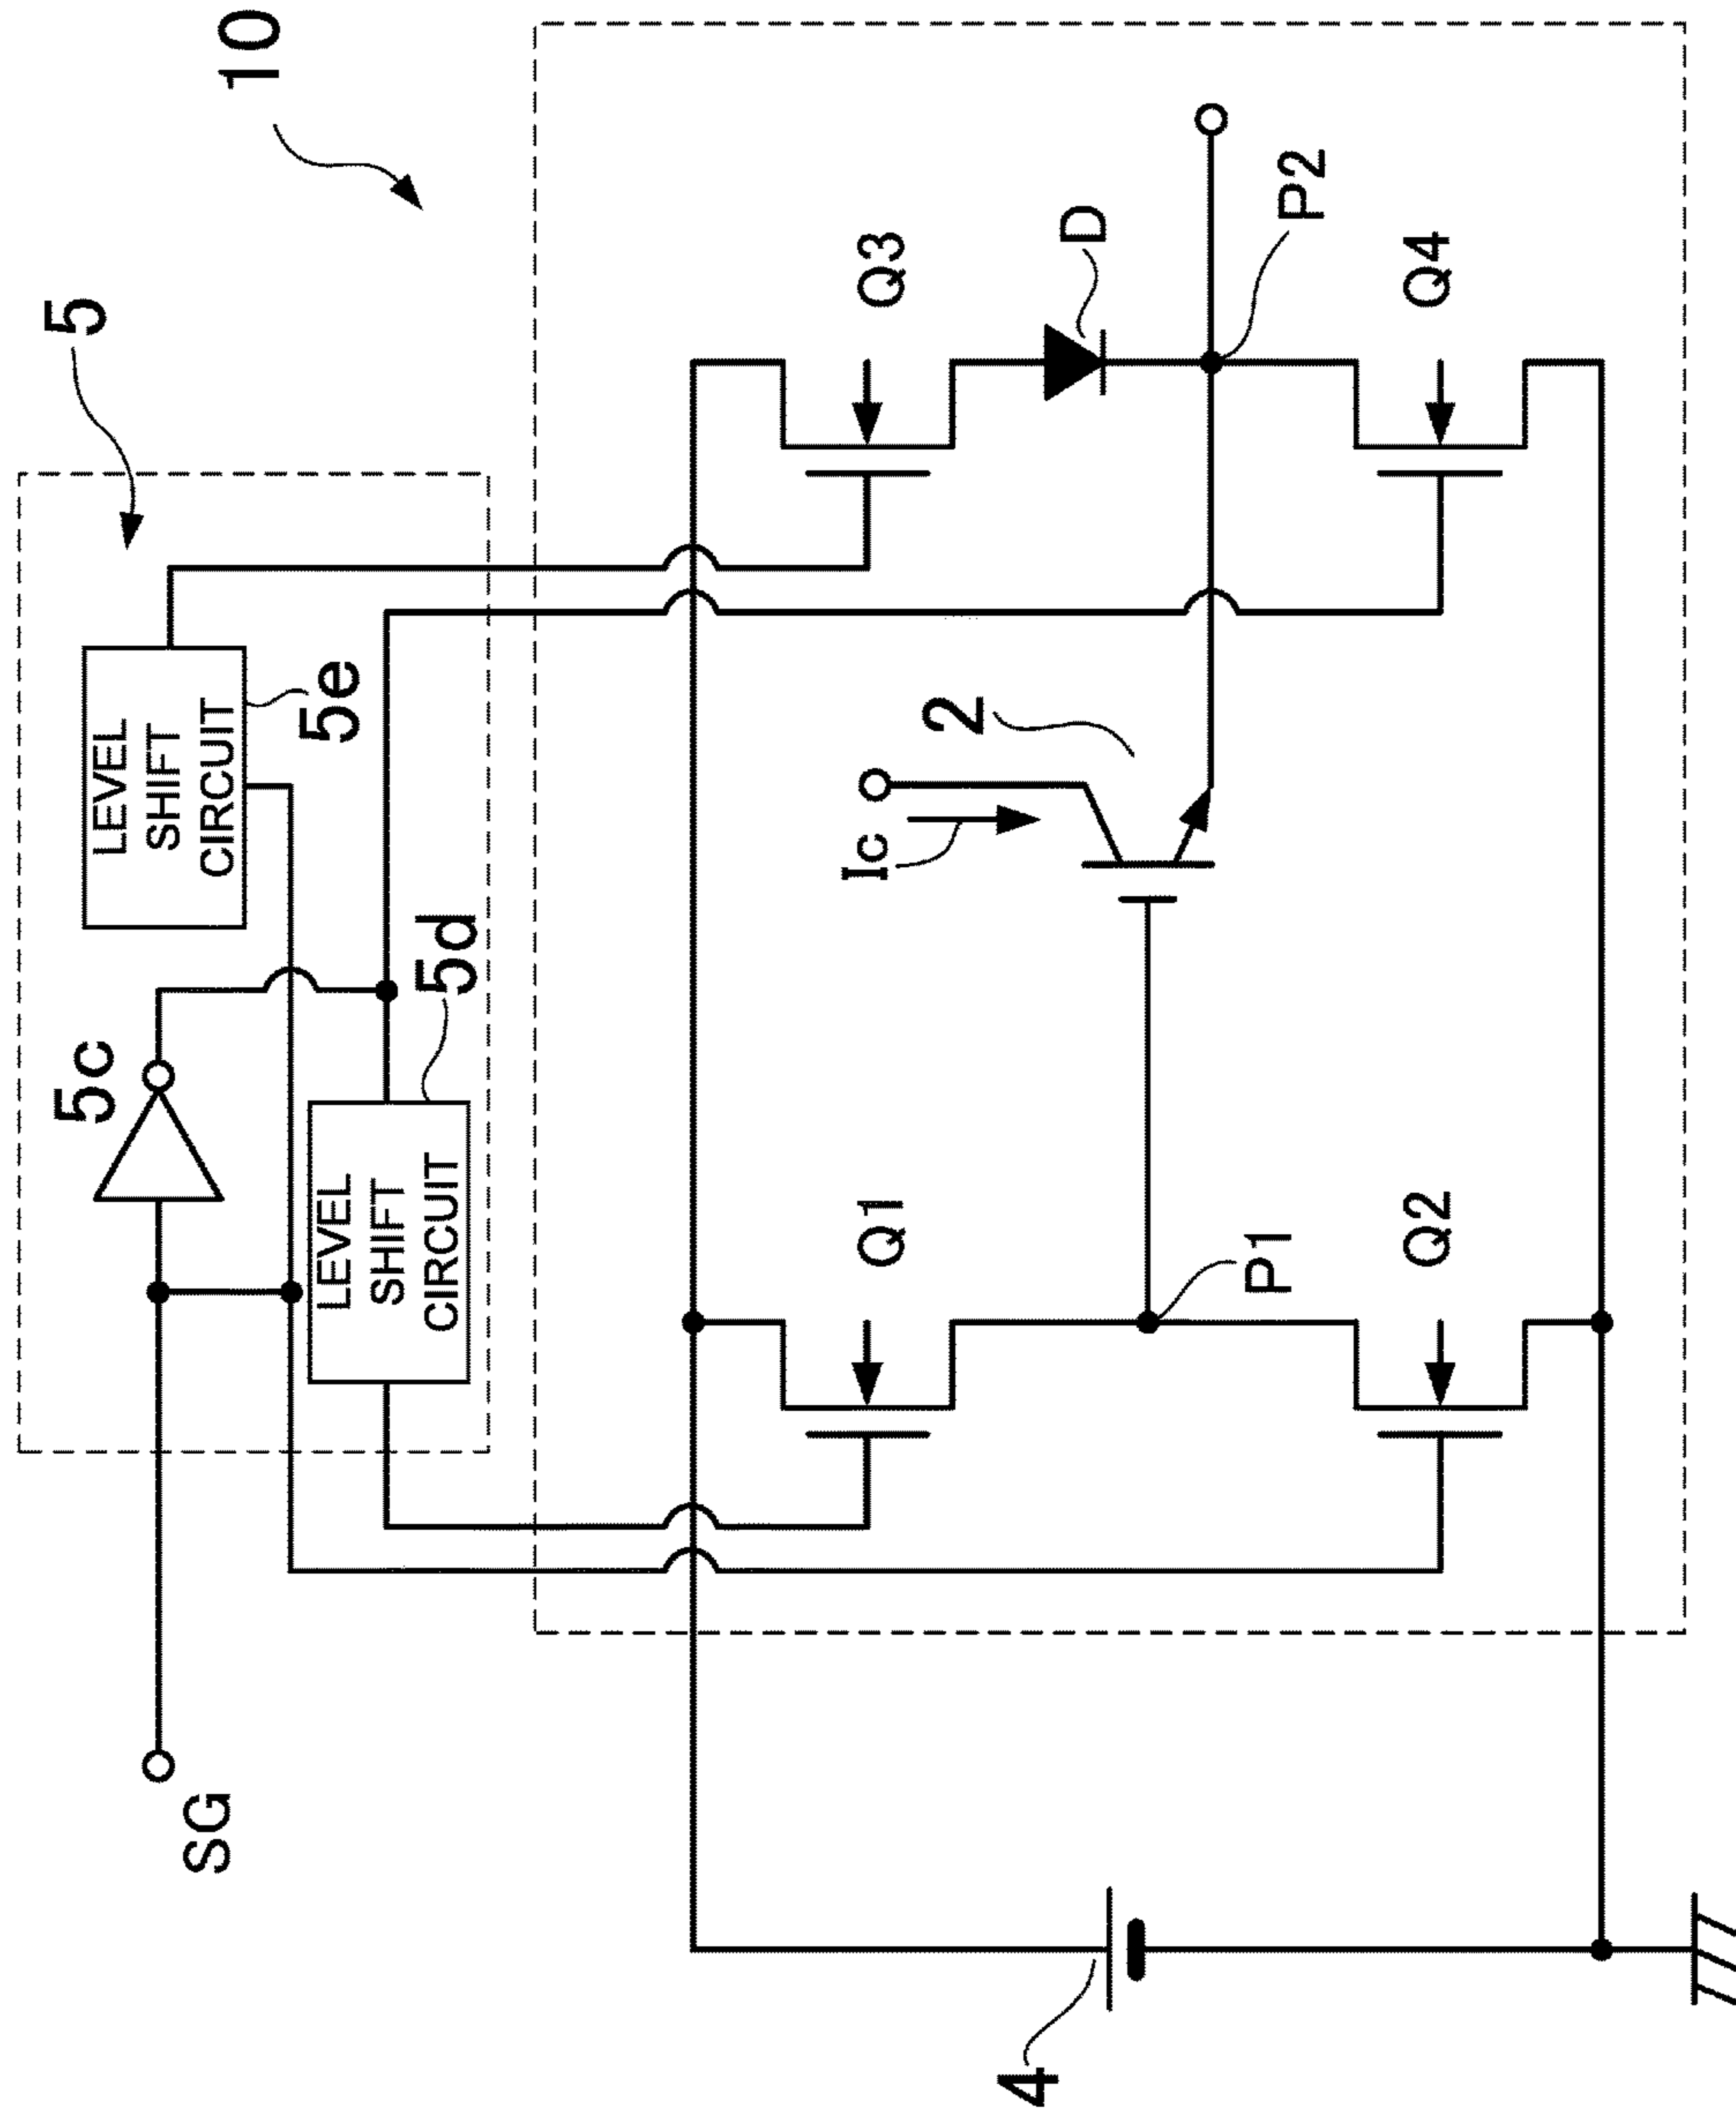 10
5
LEVEL
SHIFT
CIRCUIT
5e
5c
LEVEL
SHIFT
CIRCUIT
5d
SG
Q1
Q3
D
Ic
2
P1
P2
Q2
Q4
4